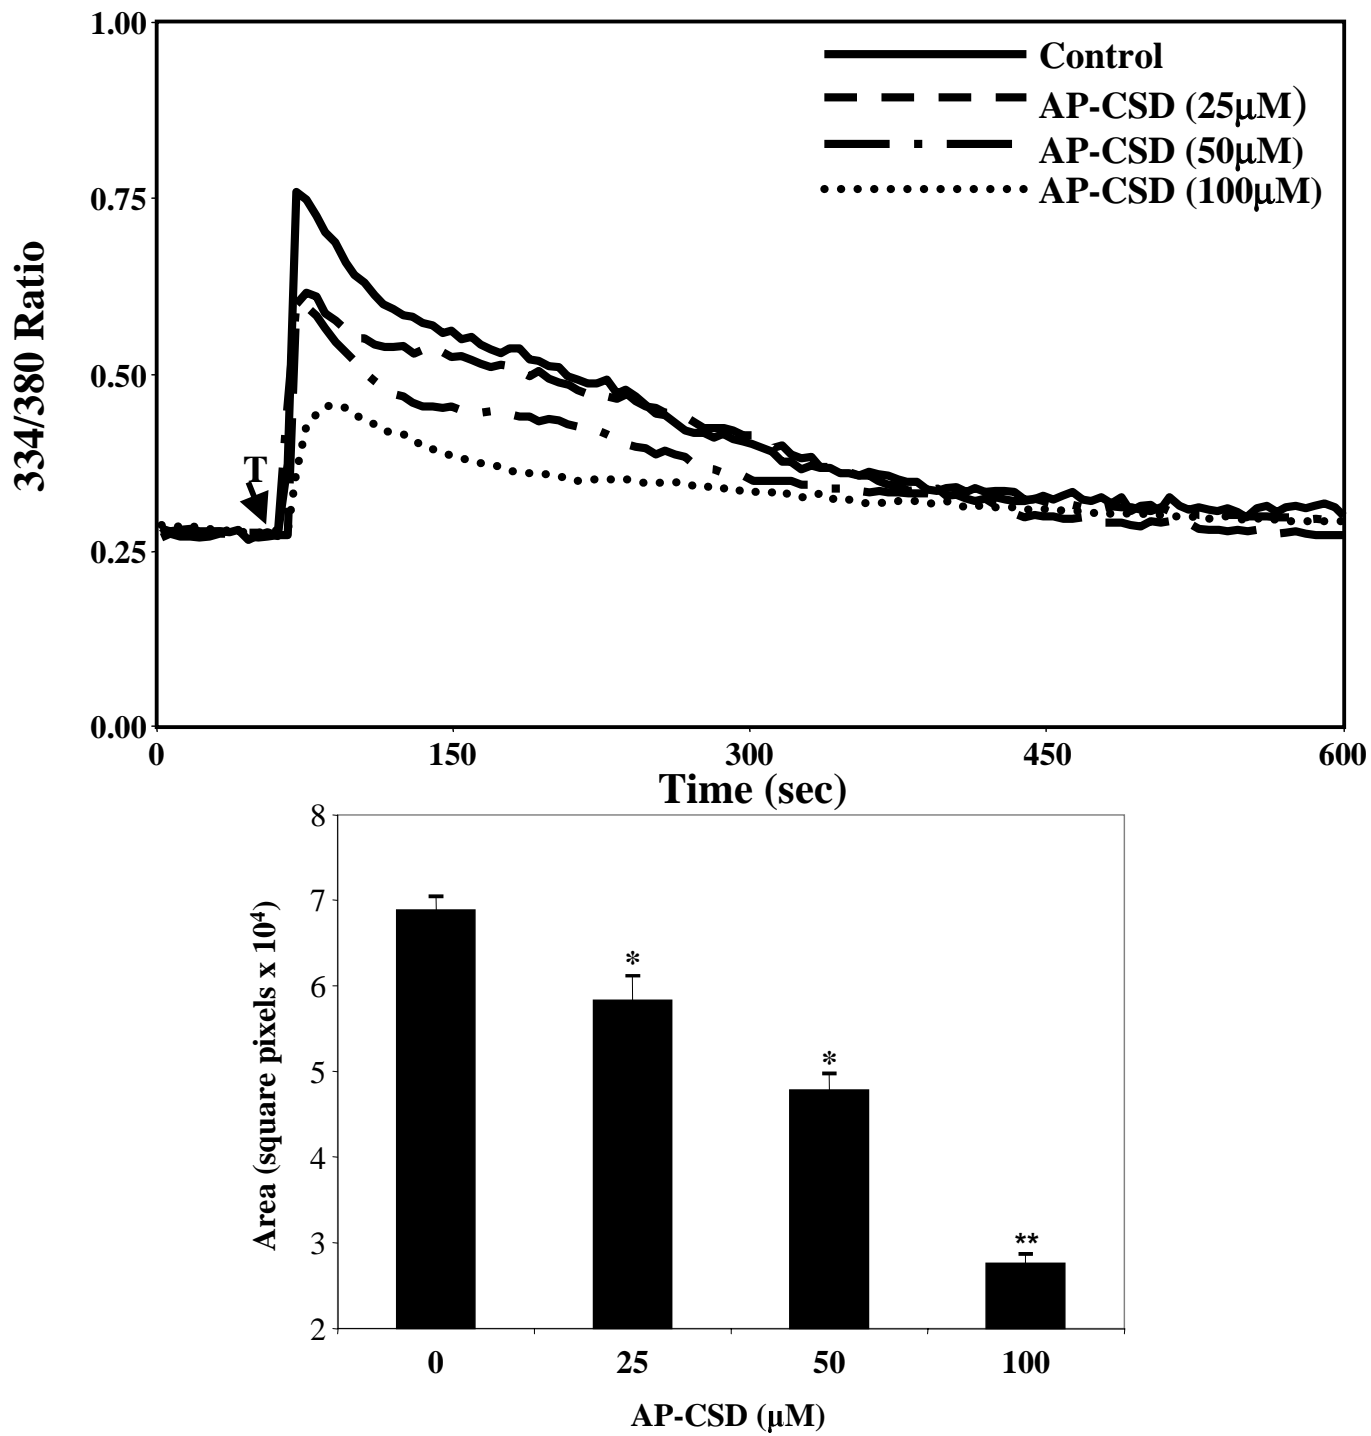 1.00
Control
AP-CSD (25μM)
AP-CSD (50μM)
AP-CSD (100μM)
0.75
334/380 Ratio
0.50
T
0.25
0.00
0 150 300 450 600
Time (sec)
8
7
6
5
4
3
2
Area (square pixels x 10⁴)
*
*
**
0 25 50 100
AP-CSD (μM)